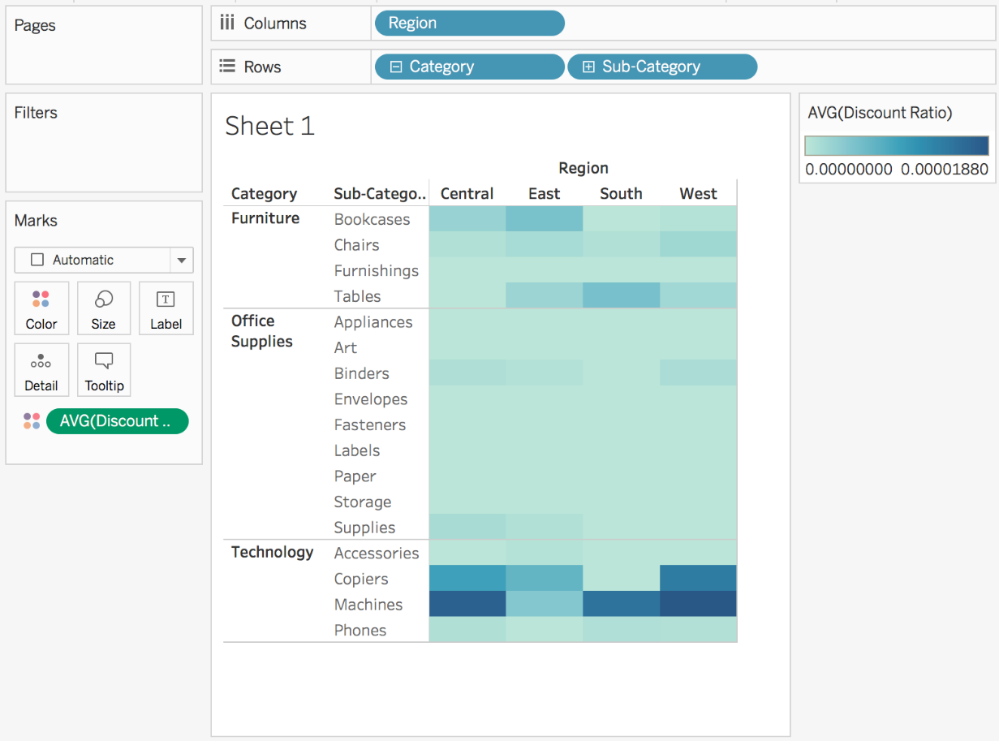 Pages
Columns
Region
Rows
Category
Sub-Category
Filters
Marks
Automatic
Color
Size
T
Label
Detail
Tooltip
AVG(Discount ..
Sheet 1
Region
Category Sub-Catego.. Central East South West
Furniture Bookcases
Chairs
Furnishings
Tables
Office Supplies Appliances
Art
Binders
Envelopes
Fasteners
Labels
Paper
Storage
Supplies
Technology Accessories
Copiers
Machines
Phones
AVG(Discount Ratio)
0.00000000 0.00001880